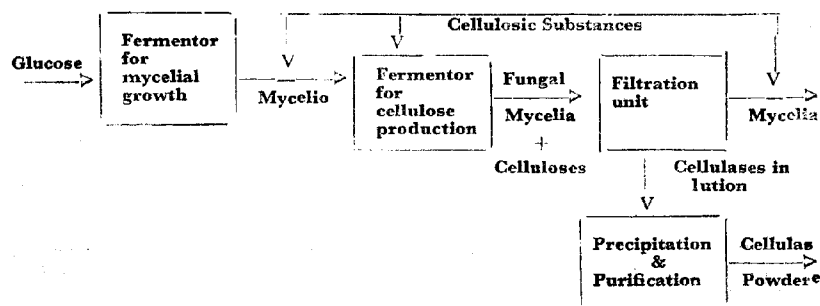 Cellulosic Substances
Glucose
Fermentor
for
mycelial
growth
V
Mycelio
V
Fermentor
for
cellulose
production
Fungal
Mycelia
+
Celluloses
Filtration
unit
V
Mycelia
Cellulases in
lution
V
Precipitation
&
Purification
Cellulas
Powdere